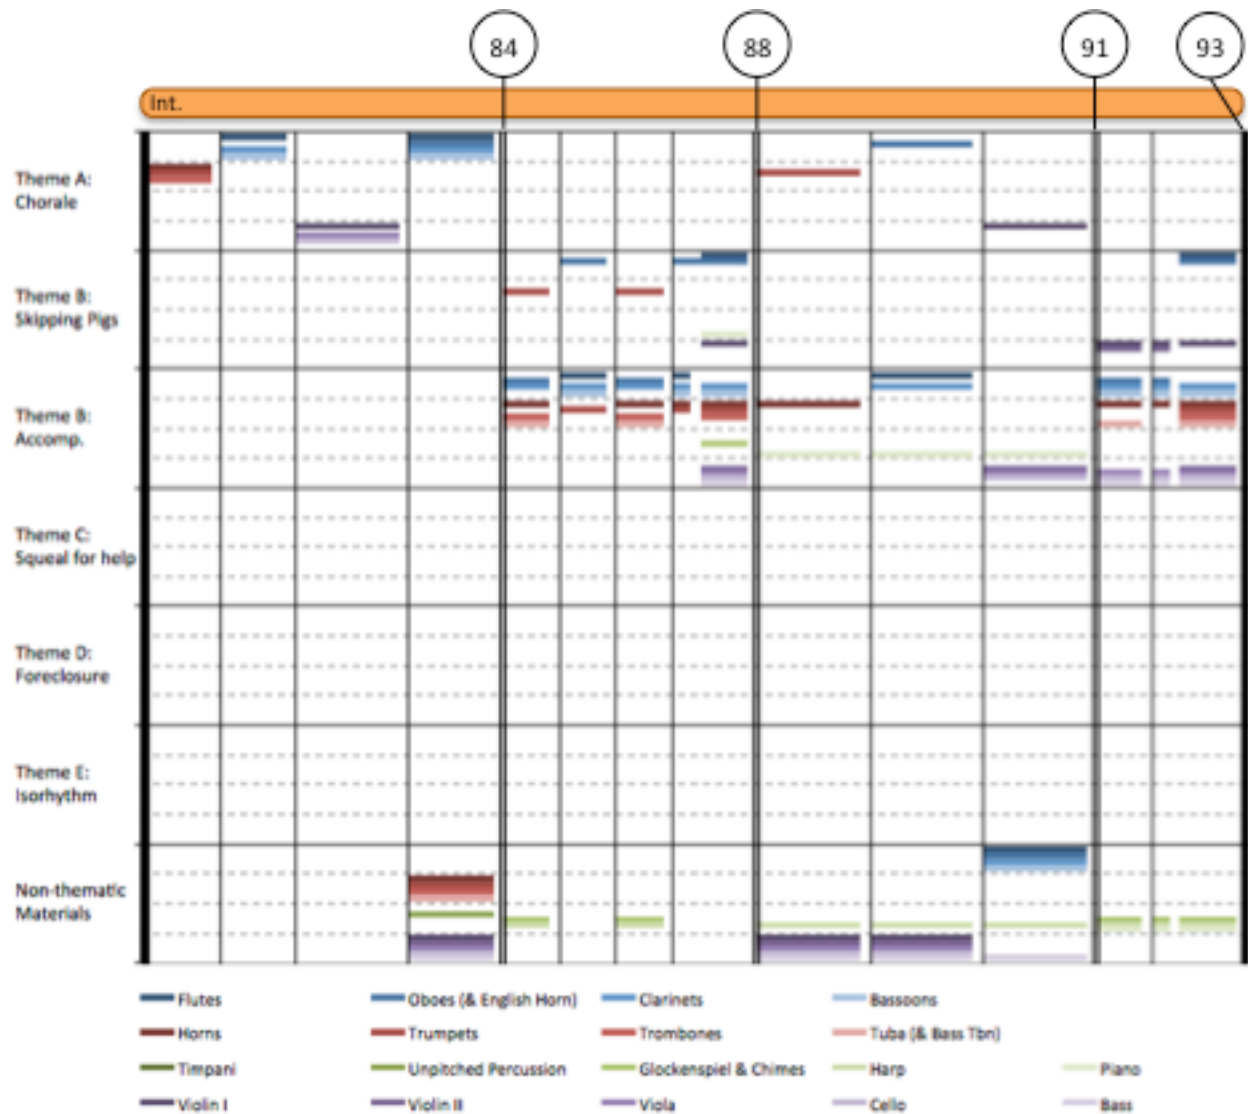 84
88
91
93
Int.
Theme A:
Chorale
Theme B:
Skipping Pigs
Theme B:
Accomp.
Theme C:
Squeal for help
Theme D:
Foreclosure
Theme E:
Isorhythm
Non-thematic
Materials
Flutes
Oboes (& English Horn)
Clarinets
Bassoons
Horns
Trumpets
Trombones
Tuba (& Bass Tbn)
Timpani
Unpitched Percussion
Glockenspiel & Chimes
Harp
Piano
Violin I
Violin II
Viola
Cello
Bass